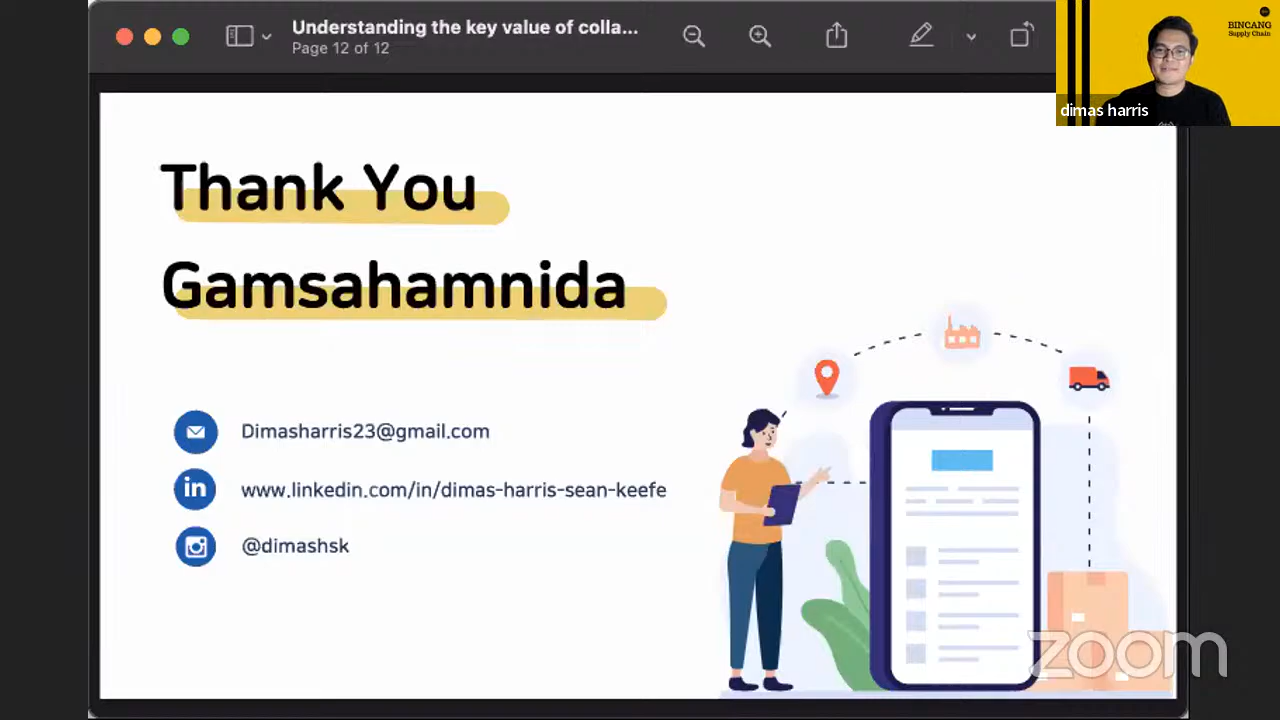 Understanding the key value of colla...
Page 12 of 12
BINCANG
Supply Chain
dimas harris
Thank You
Gamsahamnida
Dimasharris23@gmail.com
in
www.linkedin.com/in/dimas-harris-sean-keefe
@dimashsk
zoom